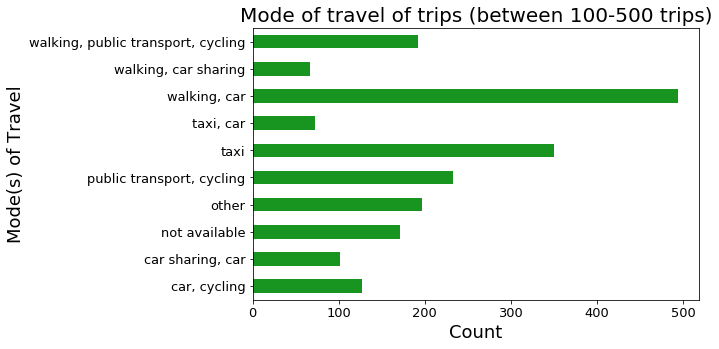 Mode of travel of trips (between 100-500 trips)
Mode(s) of Travel
walking, public transport, cycling
walking, car sharing
walking, car
taxi, car
taxi
public transport, cycling
other
not available
car sharing, car
car, cycling
0 100 200 300 400 500
Count